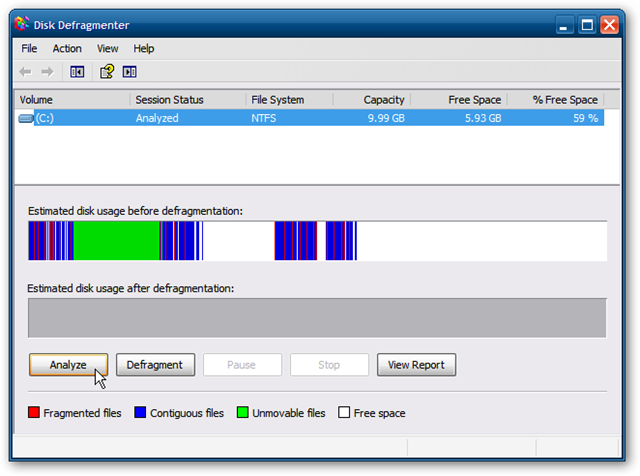 Disk Defragmenter
File Action View Help
Volume Session Status File System Capacity Free Space % Free Space
(C:) Analyzed NTFS 9.99 GB 5.93 GB 59 %
Estimated disk usage before defragmentation:
Estimated disk usage after defragmentation:
Analyze Defragment Pause Stop View Report
Fragmented files Contiguous files Unmovable files Free space